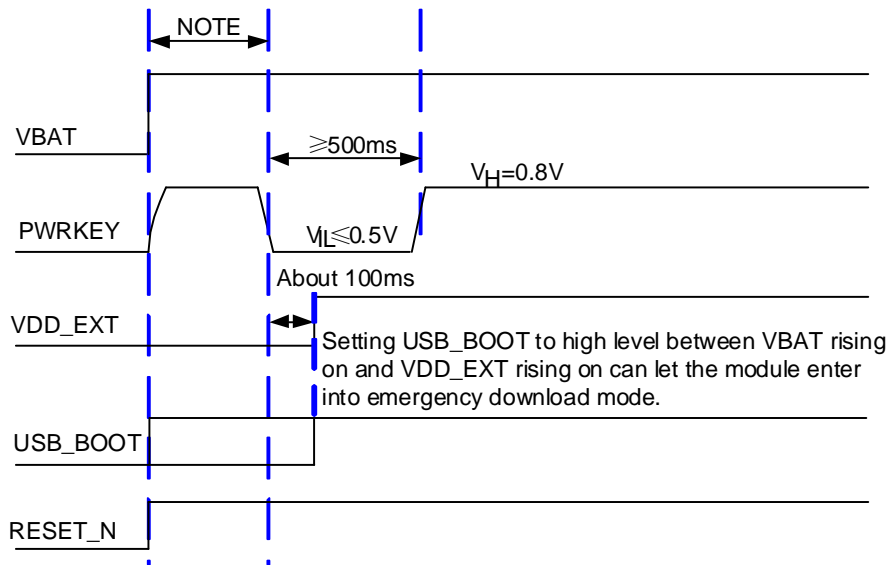 NOTE
VBAT
≥500ms
VH=0.8V
PWRKEY
VIL≤0.5V
About 100ms
VDD_EXT
Setting USB_BOOT to high level between VBAT rising
on and VDD_EXT rising on can let the module enter
into emergency download mode.
USB_BOOT
RESET_N